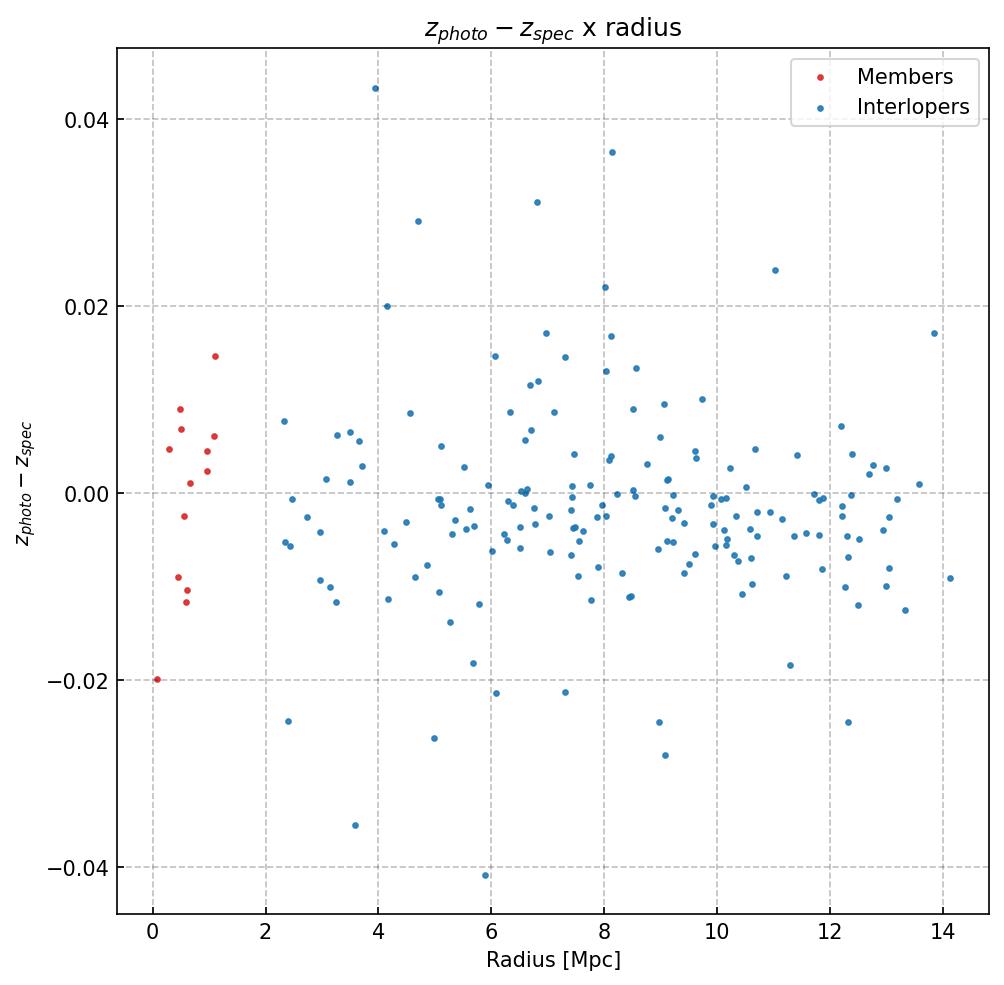 z_photo − z_spec x radius
Members
Interlopers
0.04
0.02
0.00
−0.02
−0.04
z_photo − z_spec
0 2 4 6 8 10 12 14
Radius [Mpc]